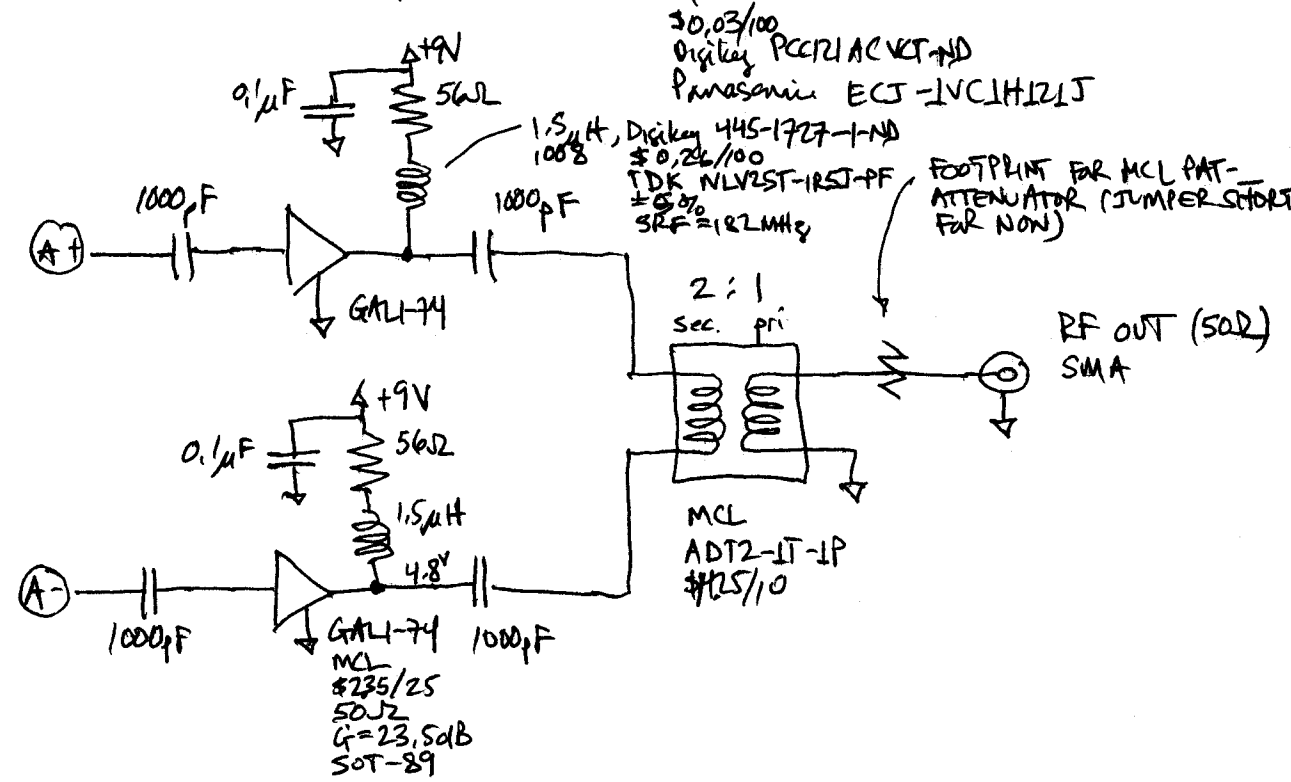 $0,03/100
Digikey PCC121ACVCT-ND
Panasonic ECJ-1VC1H121J
+9V
0,1µF
56Ω
1.5µH, Digikey 445-1727-1-ND
1008
$0,26/100
TDK NLV25T-1R5J-PF
±5%
SRF=182MHz
FOOTPRINT FOR MCL PAT-__
ATTENUATOR (JUMPER SHORT
FOR NON)
1000pF
1000pF
A+
GALI-74
2:1
sec. pri
RF OUT (50Ω)
SMA
+9V
0.1µF
56Ω
1,5µH
4.8V
MCL
ADT2-1T-1P
A-
1000pF
GALI-74
1000pF
MCL
$2.35/25
50Ω
G=23,5dB
SOT-89